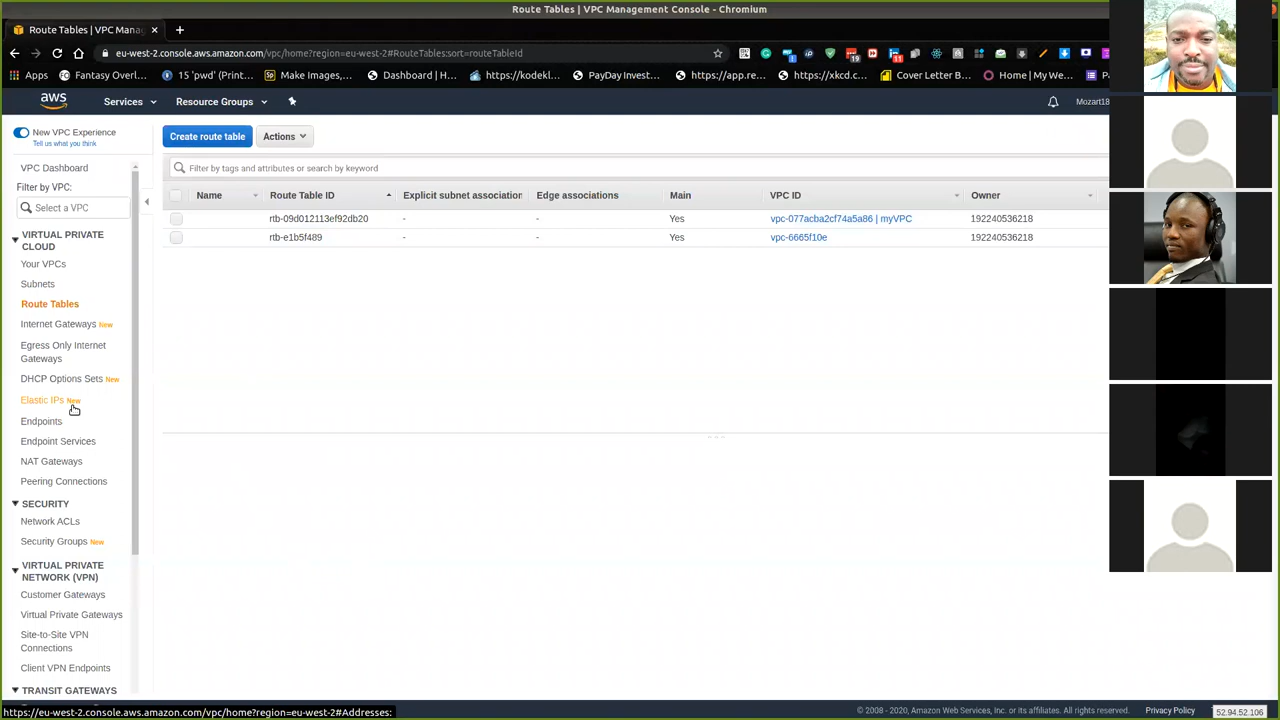 Route Tables | VPC Management Console - Chromium
Route Tables | VPC Mana
eu-west-2.console.aws.amazon.com/vpc/home?region=eu-west-2#RouteTables:sort=routeTableId
Apps Fantasy Overl... 15 'pwd' (Print... Make Images,... Dashboard | H... https://kodekl... PayDay Invest... https://app.re... https://xkcd.c... Cover Letter B... Home | My We...
aws Services Resource Groups Mozart18
New VPC Experience
Tell us what you think
Create route table Actions
VPC Dashboard
Filter by tags and attributes or search by keyword
Filter by VPC:
Select a VPC
Name Route Table ID Explicit subnet association Edge associations Main VPC ID Owner
rtb-09d012113ef92db20 - - Yes vpc-077acba2cf74a5a86 | myVPC 192240536218
rtb-e1b5f489 - - Yes vpc-6665f10e 192240536218
VIRTUAL PRIVATE
CLOUD
Your VPCs
Subnets
Route Tables
Internet Gateways New
Egress Only Internet
Gateways
DHCP Options Sets New
Elastic IPs New
Endpoints
Endpoint Services
NAT Gateways
Peering Connections
SECURITY
Network ACLs
Security Groups New
VIRTUAL PRIVATE
NETWORK (VPN)
Customer Gateways
Virtual Private Gateways
Site-to-Site VPN
Connections
Client VPN Endpoints
TRANSIT GATEWAYS
https://eu-west-2.console.aws.amazon.com/vpc/home?region=eu-west-2#Addresses:
© 2008 - 2020, Amazon Web Services, Inc. or its affiliates. All rights reserved. Privacy Policy 52.94.52.106